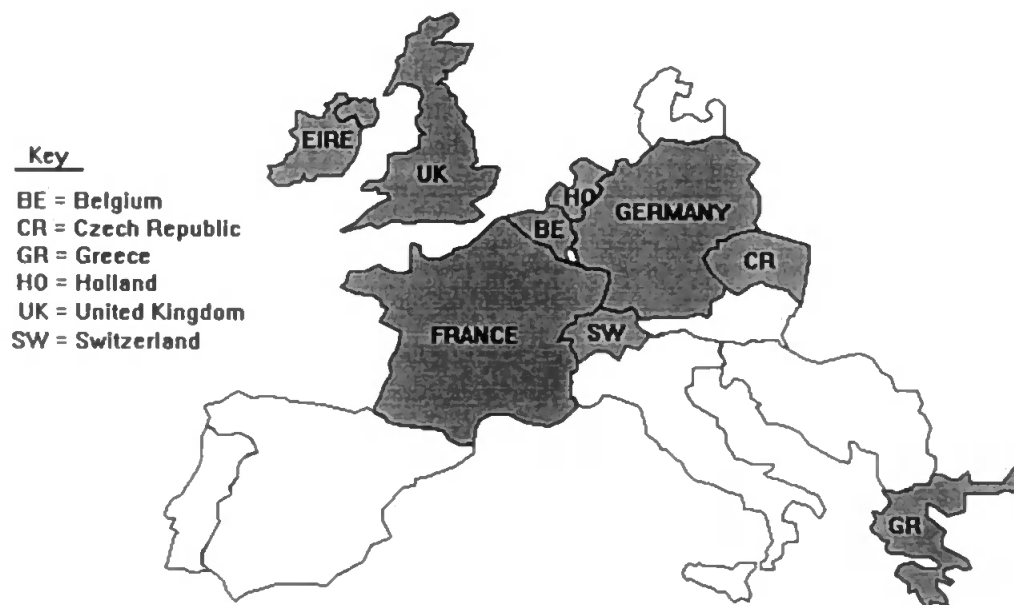 Key
BE = Belgium
CR = Czech Republic
GR = Greece
HO = Holland
UK = United Kingdom
SW = Switzerland
EIRE
UK
HO
BE
GERMANY
CR
FRANCE
SW
GR